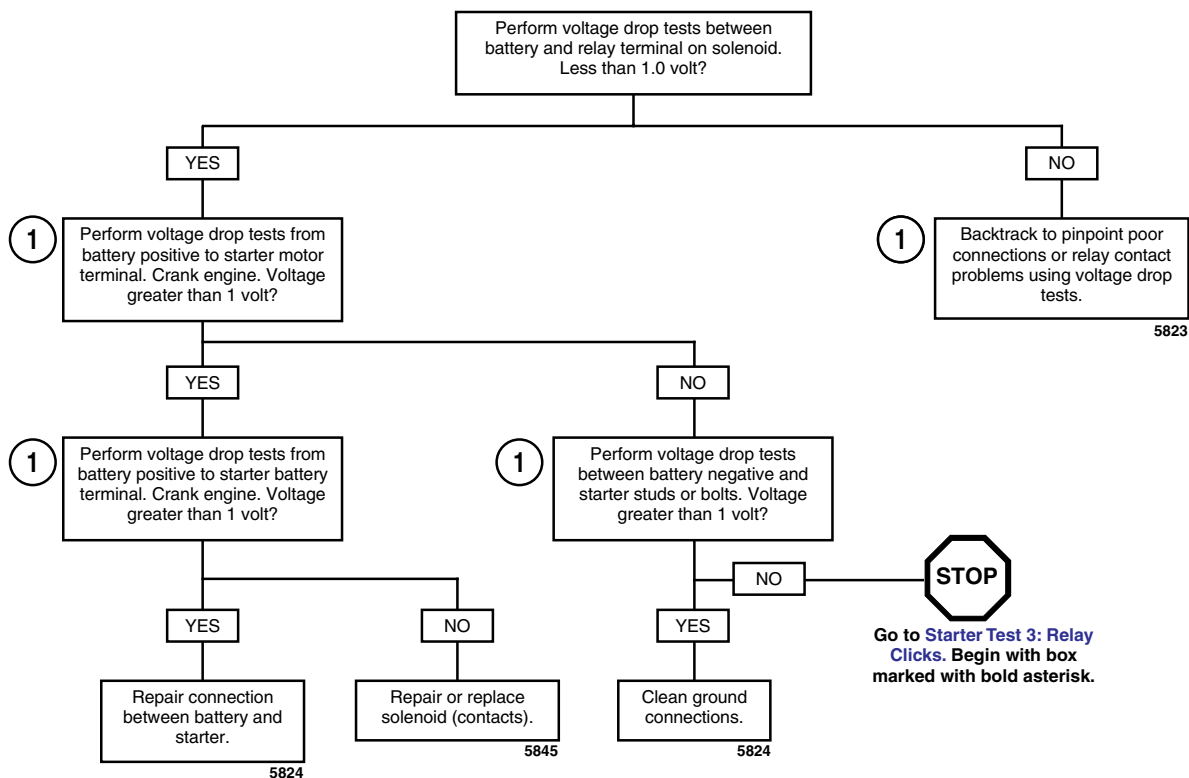 Perform voltage drop tests between
battery and relay terminal on solenoid.
Less than 1.0 volt?
YES
NO
1
Perform voltage drop tests from
battery positive to starter motor
terminal. Crank engine. Voltage
greater than 1 volt?
1
Backtrack to pinpoint poor
connections or relay contact
problems using voltage drop
tests.
5823
YES
NO
1
Perform voltage drop tests from
battery positive to starter battery
terminal. Crank engine. Voltage
greater than 1 volt?
1
Perform voltage drop tests
between battery negative and
starter studs or bolts. Voltage
greater than 1 volt?
NO
STOP
Go to Starter Test 3: Relay
Clicks. Begin with box
marked with bold asterisk.
YES
NO
YES
Repair connection
between battery and
starter.
5824
Repair or replace
solenoid (contacts).
5845
Clean ground
connections.
5824